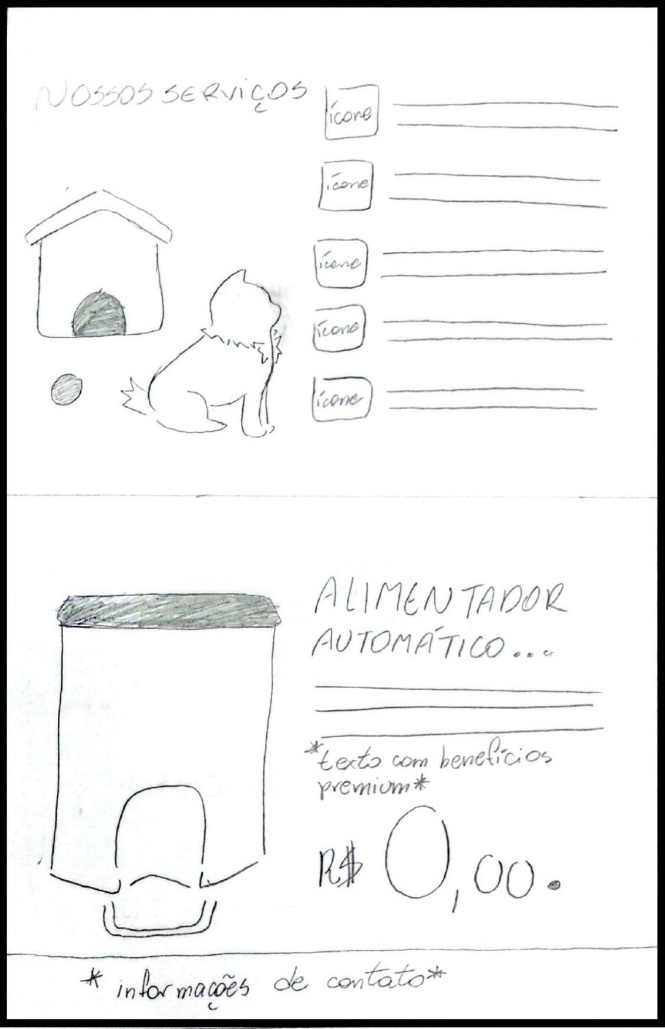 NOSSOS SERVIÇOS
ícone
ícone
ícone
ícone
ícone
ALIMENTADOR
AUTOMÁTICO...
*texto com benefícios
premium*
R$ 0,00.
* informações de contato*